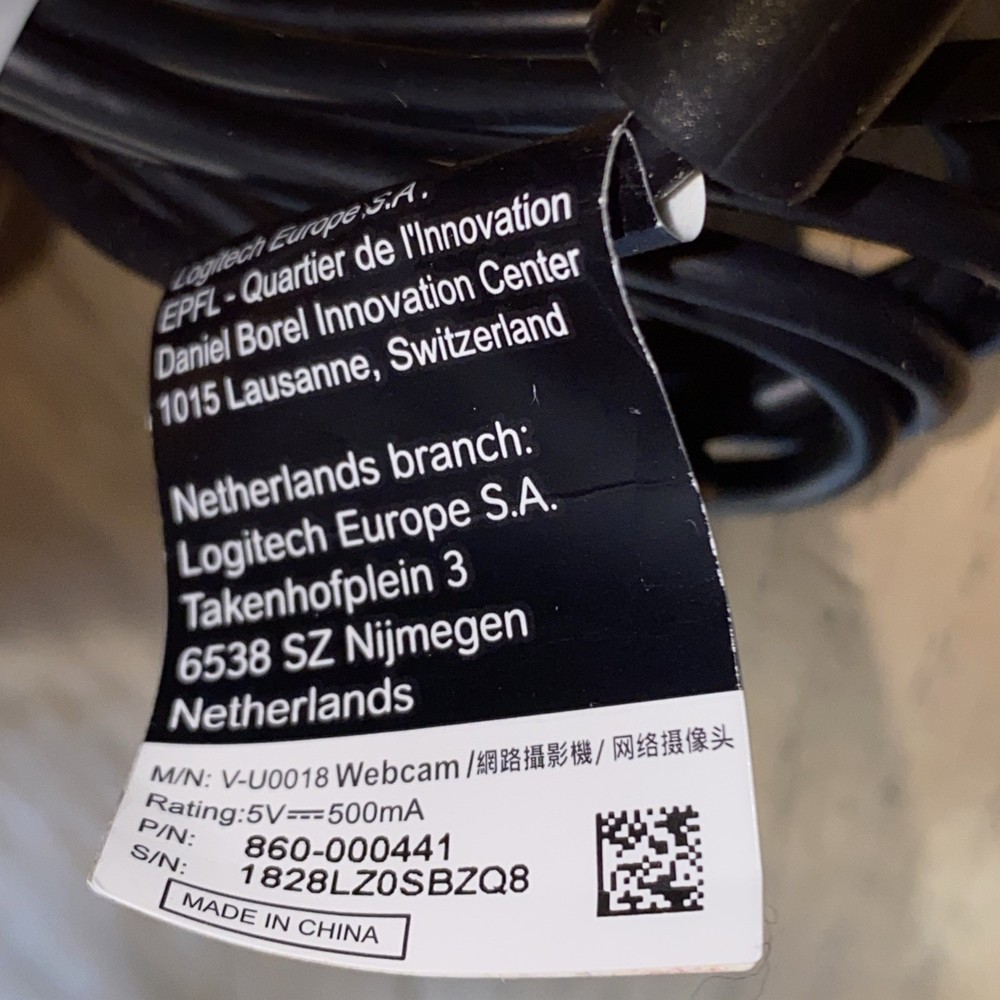 Logitech Europe S.A.
EPFL - Quartier de l'Innovation
Daniel Borel Innovation Center
1015 Lausanne, Switzerland
Netherlands branch:
Logitech Europe S.A.
Takenhofplein 3
6538 SZ Nijmegen
Netherlands
M/N: V-U0018 Webcam /網路攝影機/ 网络摄像头
Rating:5V⎓500mA
P/N: 860-000441
S/N: 1828LZ0SBZQ8
MADE IN CHINA